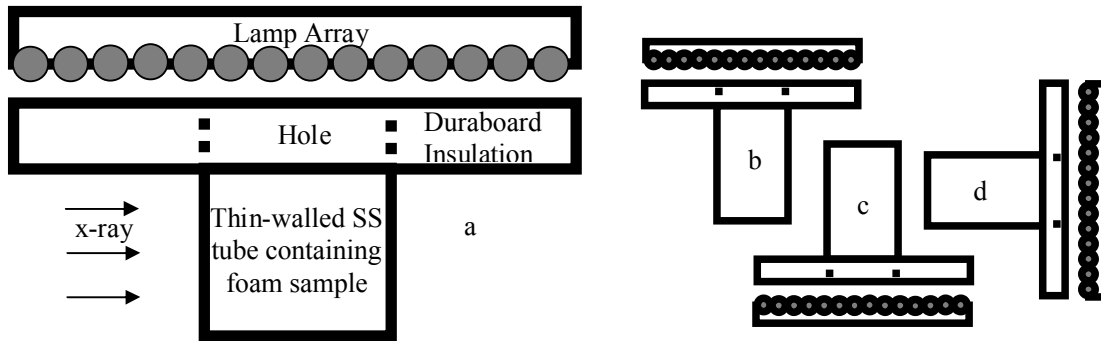 Lamp Array
Hole
Duraboard
Insulation
x-ray
Thin-walled SS
tube containing
foam sample
a
b
c
d